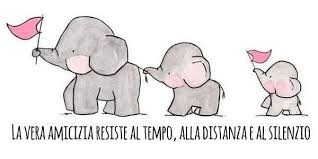 LA VERA AMICIZIA RESISTE AL TEMPO, ALLA DISTANZA E AL SILENZIO